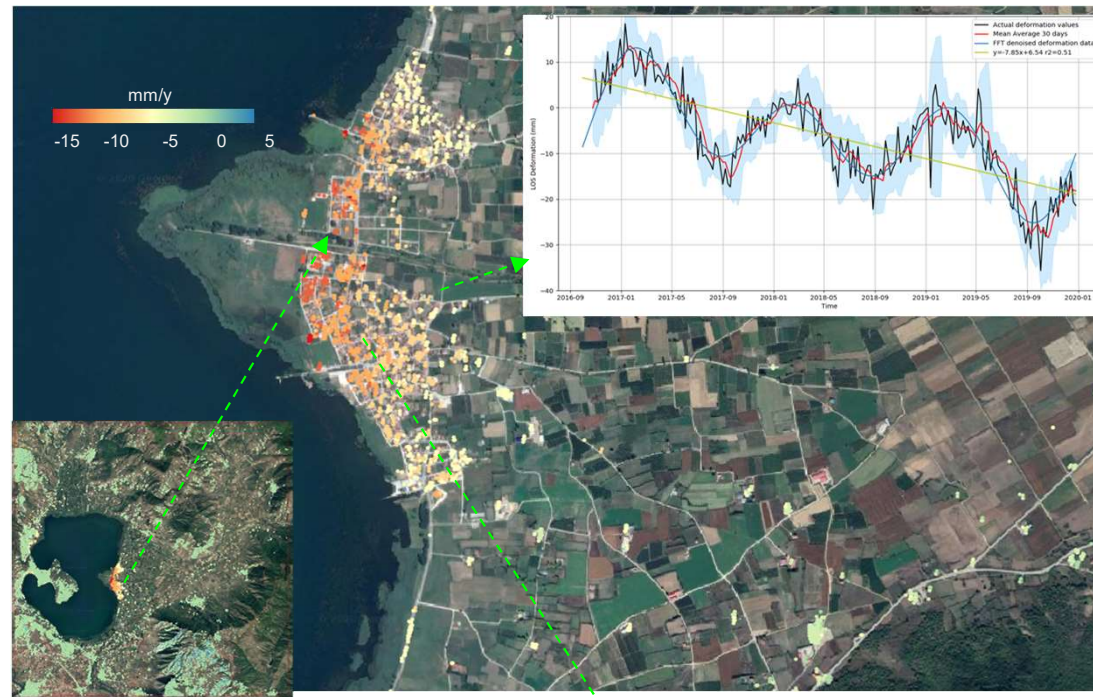 mm/y
-15 -10 -5 0 5
20
10
0
-10
-20
-30
-40
LOS Deformation (mm)
Actual deformation values
Mean Average 30 days
FFT denoised deformation data
y=-7.85x+6.54 r2=0.51
2016-09 2017-01 2017-05 2017-09 2018-01 2018-05 2018-09 2019-01 2019-05 2019-09 2020-01
Time